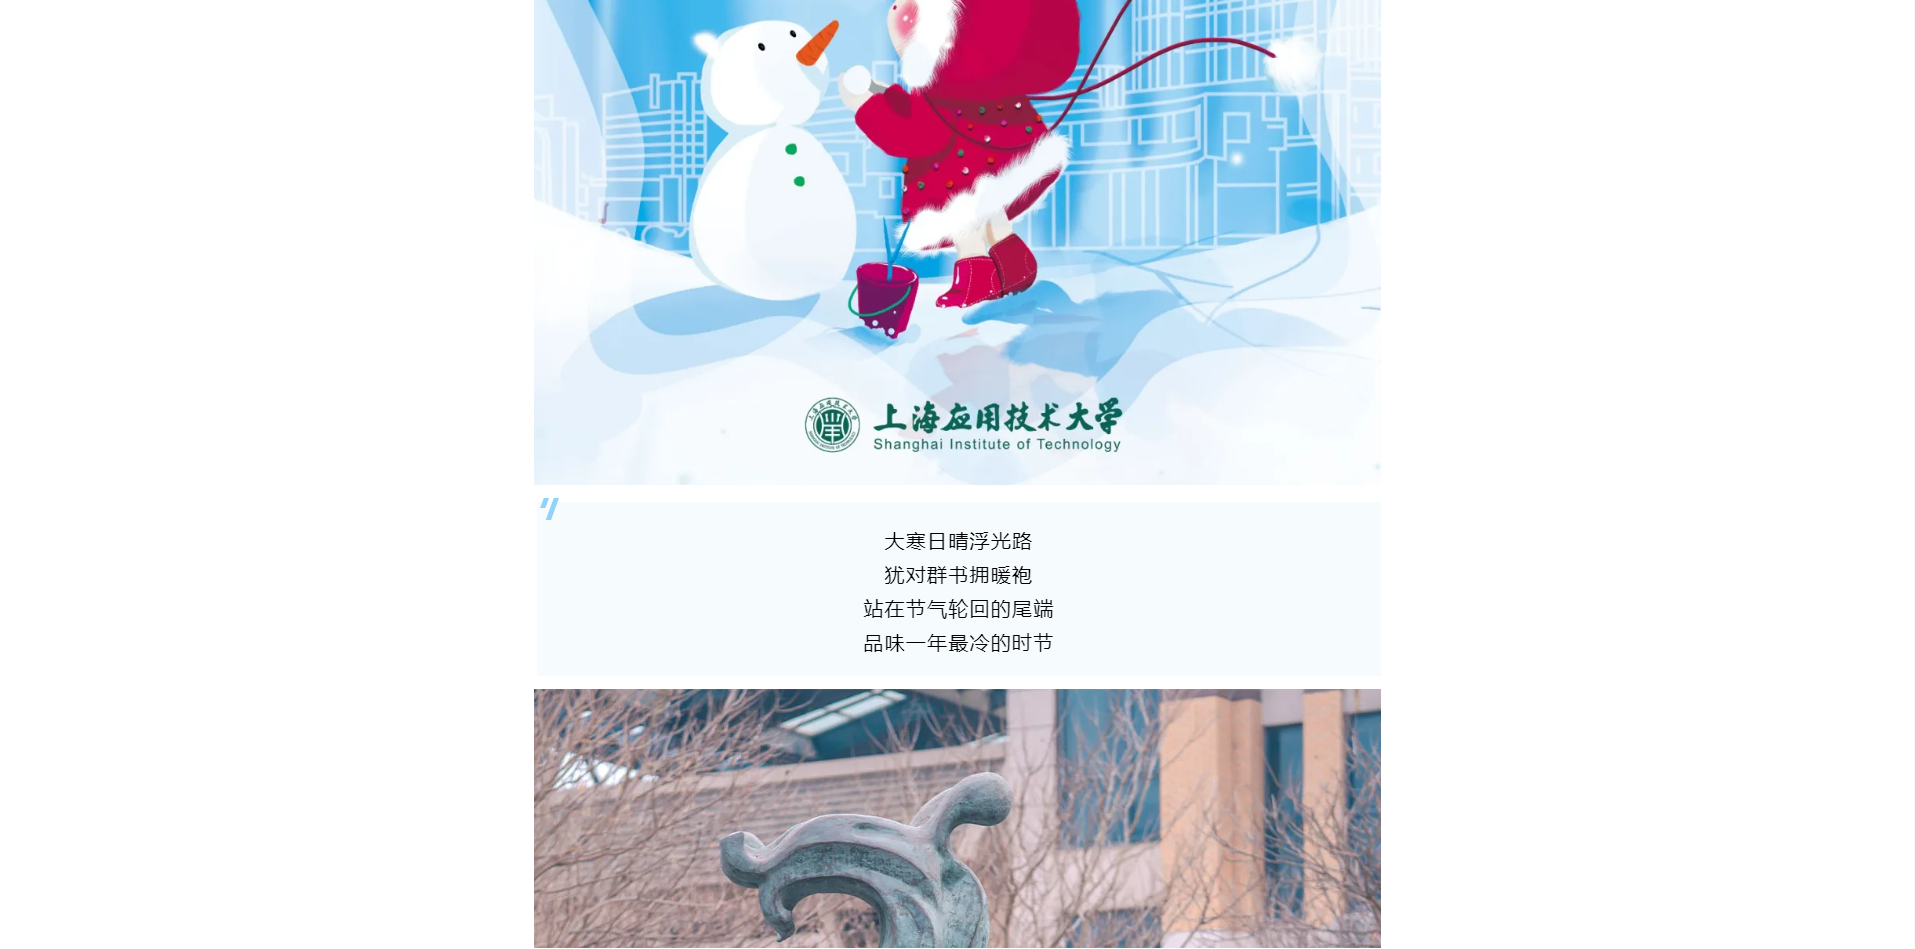 上海应用技术大学
Shanghai Institute of Technology
大寒日晴浮光路
犹对群书拥暖袍
站在节气轮回的尾端
品味一年最冷的时节